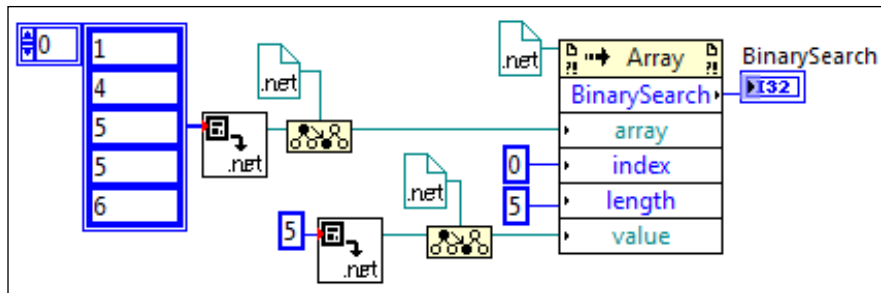 0
1
4
5
5
6
.net
.net
.net
Array
BinarySearch
array
index
length
value
BinarySearch
I32
0
5
.net
5
.net